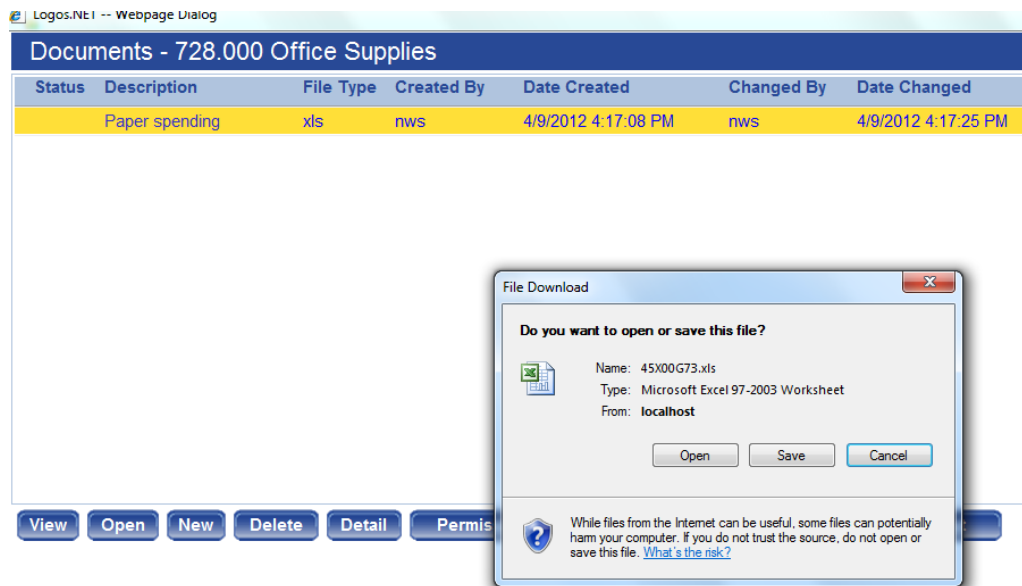 Logos.NET -- Webpage Dialog
Documents - 728.000 Office Supplies
Status Description File Type Created By Date Created Changed By Date Changed
Paper spending xls nws 4/9/2012 4:17:08 PM nws 4/9/2012 4:17:25 PM
File Download
Do you want to open or save this file?
Name: 45X00G73.xls
Type: Microsoft Excel 97-2003 Worksheet
From: localhost
Open Save Cancel
View Open New Delete Detail Permis
While files from the Internet can be useful, some files can potentially
harm your computer. If you do not trust the source, do not open or
save this file. What's the risk?